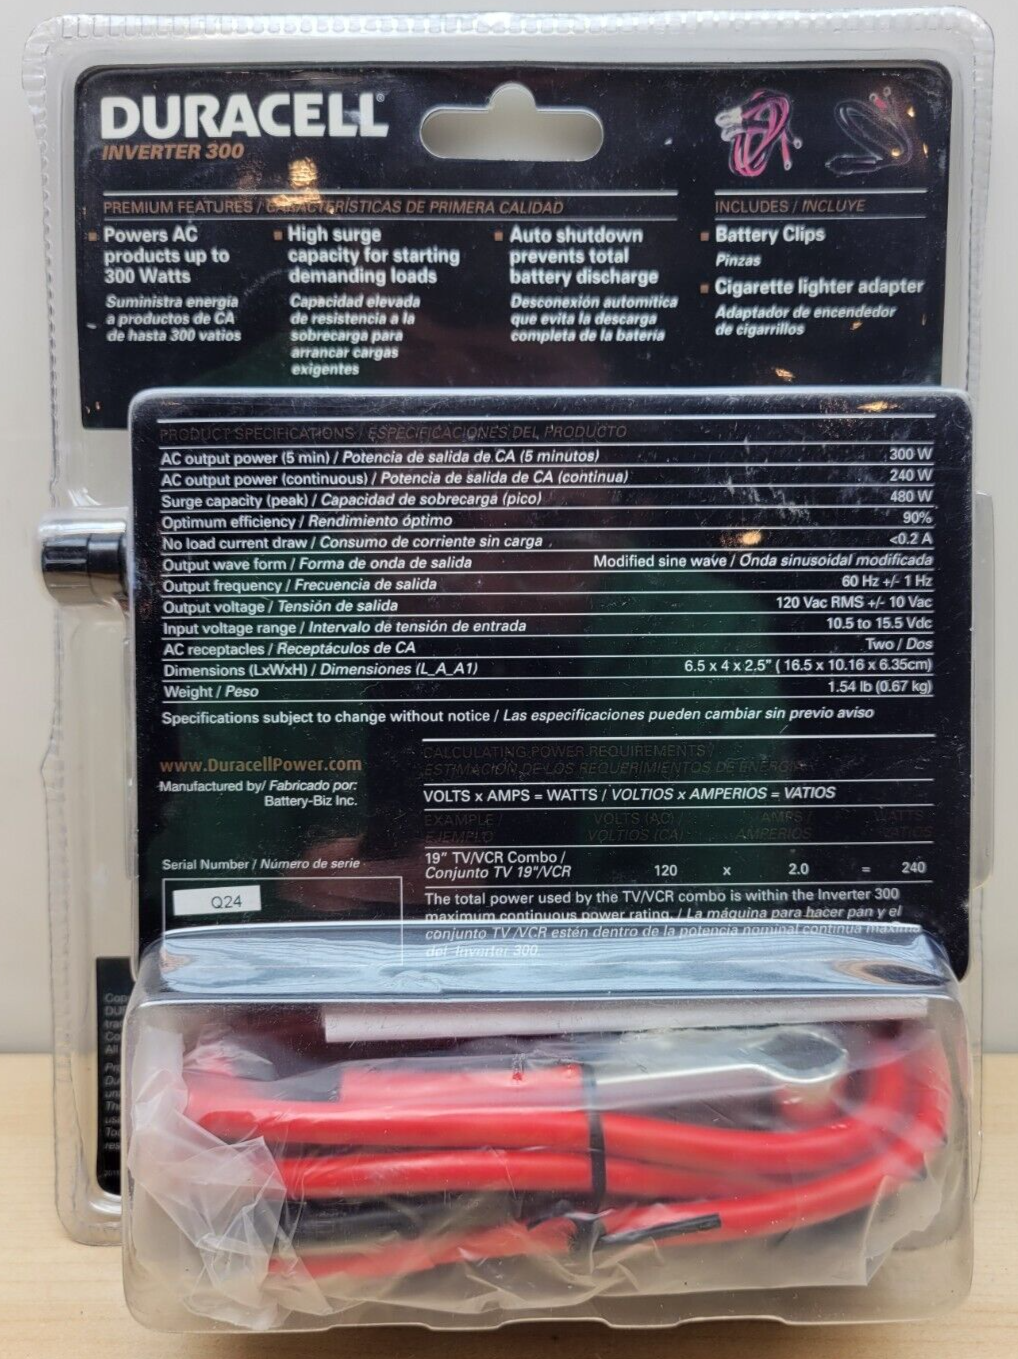 DURACELL®
INVERTER 300
PREMIUM FEATURES / CARACTERÍSTICAS DE PRIMERA CALIDAD
Powers AC
products up to
300 Watts
Suministra energía
a productos de CA
de hasta 300 vatios
High surge
capacity for starting
demanding loads
Capacidad elevada
de resistencia a la
sobrecarga para
arrancar cargas
exigentes
Auto shutdown
prevents total
battery discharge
Desconexión automítica
que evita la descarga
completa de la batería
INCLUDES / INCLUYE
Battery Clips
Pinzas
Cigarette lighter adapter
Adaptador de encendedor
de cigarrillos
PRODUCT SPECIFICATIONS / ESPECIFICACIONES DEL PRODUCTO
AC output power (5 min) / Potencia de salida de CA (5 minutos) 300 W
AC output power (continuous) / Potencia de salida de CA (continua) 240 W
Surge capacity (peak) / Capacidad de sobrecarga (pico) 480 W
Optimum efficiency / Rendimiento óptimo 90%
No load current draw / Consumo de corriente sin carga <0.2 A
Output wave form / Forma de onda de salida Modified sine wave / Onda sinusoidal modificada
Output frequency / Frecuencia de salida 60 Hz +/- 1 Hz
Output voltage / Tensión de salida 120 Vac RMS +/- 10 Vac
Input voltage range / Intervalo de tensión de entrada 10.5 to 15.5 Vdc
AC receptacles / Receptáculos de CA Two / Dos
Dimensions (LxWxH) / Dimensiones (L_A_A1) 6.5 x 4 x 2.5" ( 16.5 x 10.16 x 6.35cm)
Weight / Peso 1.54 lb (0.67 kg)
Specifications subject to change without notice / Las especificaciones pueden cambiar sin previo aviso
www.DuracellPower.com
Manufactured by/ Fabricado por:
Battery-Biz Inc.
Serial Number / Número de serie
Q24
CALCULATING POWER REQUIREMENTS /
ESTIMACIÓN DE LOS REQUERIMIENTOS DE ENERGÍA
VOLTS x AMPS = WATTS / VOLTIOS x AMPERIOS = VATIOS
EXAMPLE / VOLTS (AC) / AMPS / WATTS
EJEMPLO VOLTIOS (CA) AMPERIOS VATIOS
19" TV/VCR Combo /
Conjunto TV 19"/VCR 120 x 2.0 = 240
The total power used by the TV/VCR combo is within the Inverter 300
maximum continuous power rating. / La máquina para hacer pan y el
conjunto TV /VCR estén dentro de la potencia nominal continua máxima
del Inverter 300.